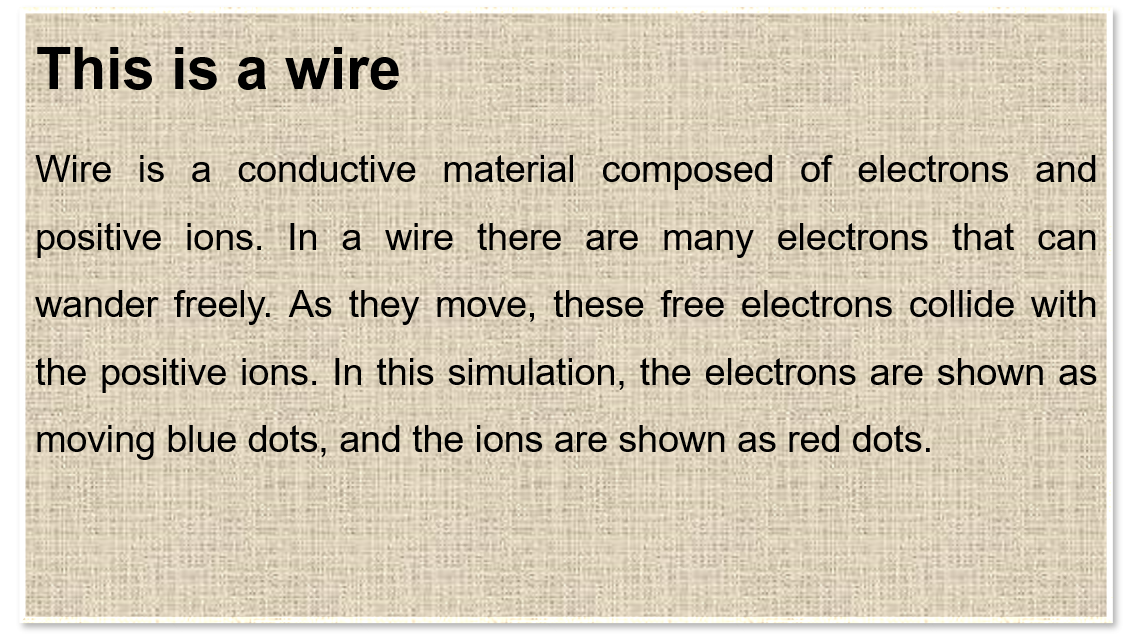 This is a wire
Wire is a conductive material composed of electrons and
positive ions. In a wire there are many electrons that can
wander freely. As they move, these free electrons collide with
the positive ions. In this simulation, the electrons are shown as
moving blue dots, and the ions are shown as red dots.